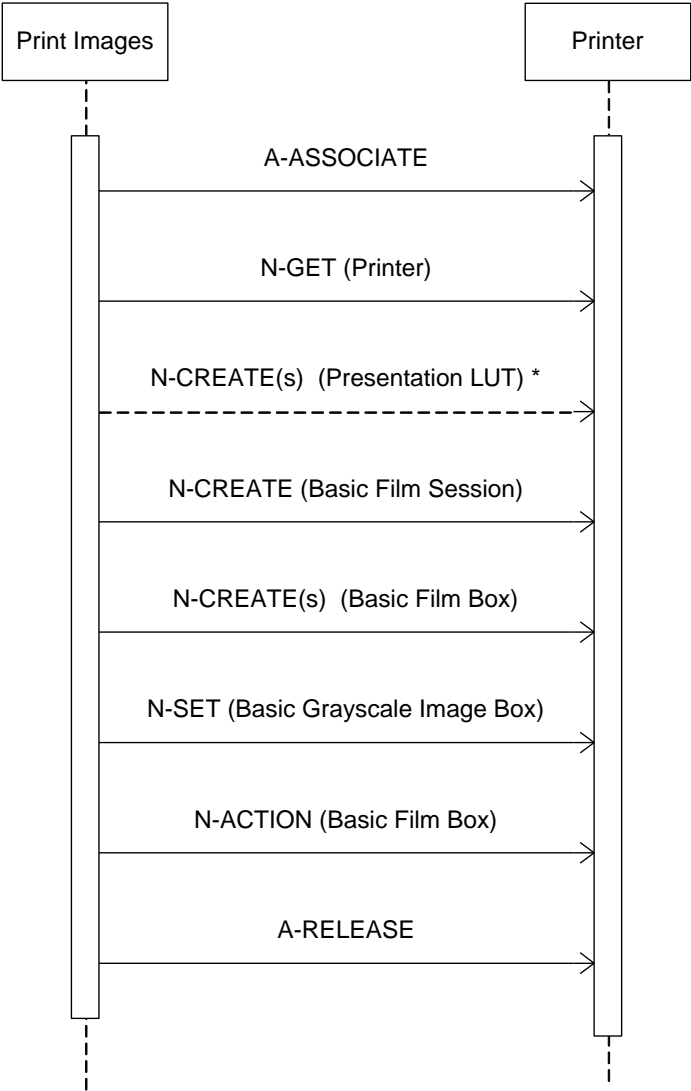 Print Images
Printer
A-ASSOCIATE
N-GET (Printer)
N-CREATE(s)  (Presentation LUT) *
N-CREATE (Basic Film Session)
N-CREATE(s)  (Basic Film Box)
N-SET (Basic Grayscale Image Box)
N-ACTION (Basic Film Box)
A-RELEASE